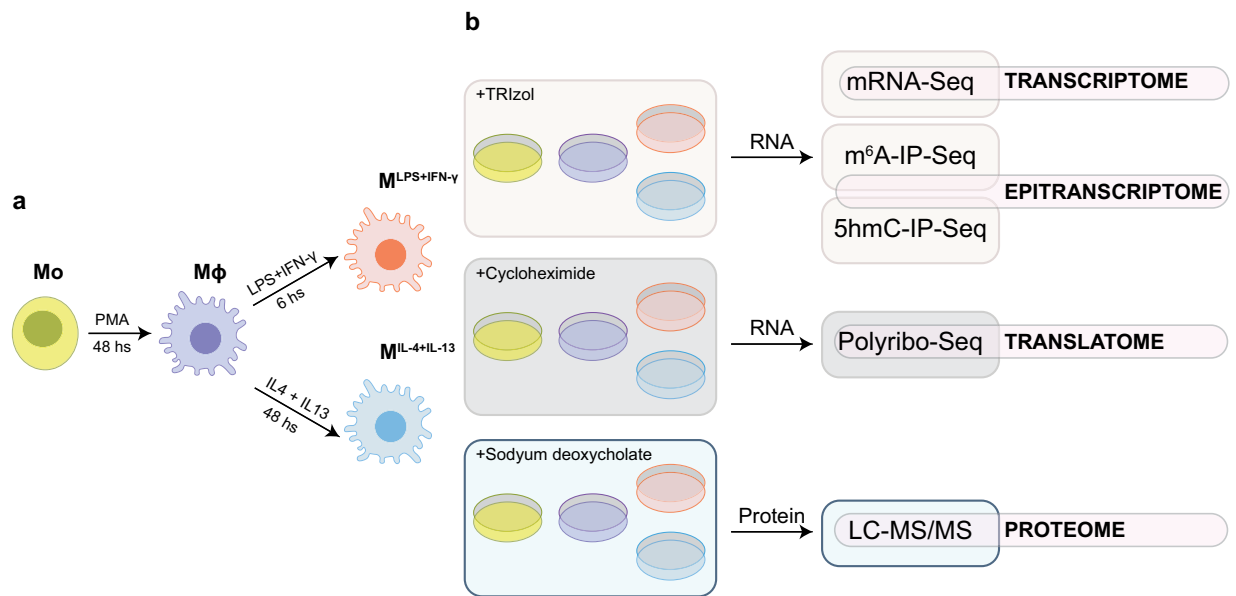 a
Mo
PMA
48 hs
Mϕ
LPS+IFN-γ
6 hs
M^LPS+IFN-γ
IL4 + IL13
48 hs
M^IL-4+IL-13
b
+TRIzol
RNA
mRNA-Seq TRANSCRIPTOME
m⁶A-IP-Seq
EPITRANSCRIPTOME
5hmC-IP-Seq
+Cycloheximide
RNA
Polyribo-Seq TRANSLATOME
+Sodyum deoxycholate
Protein
LC-MS/MS PROTEOME